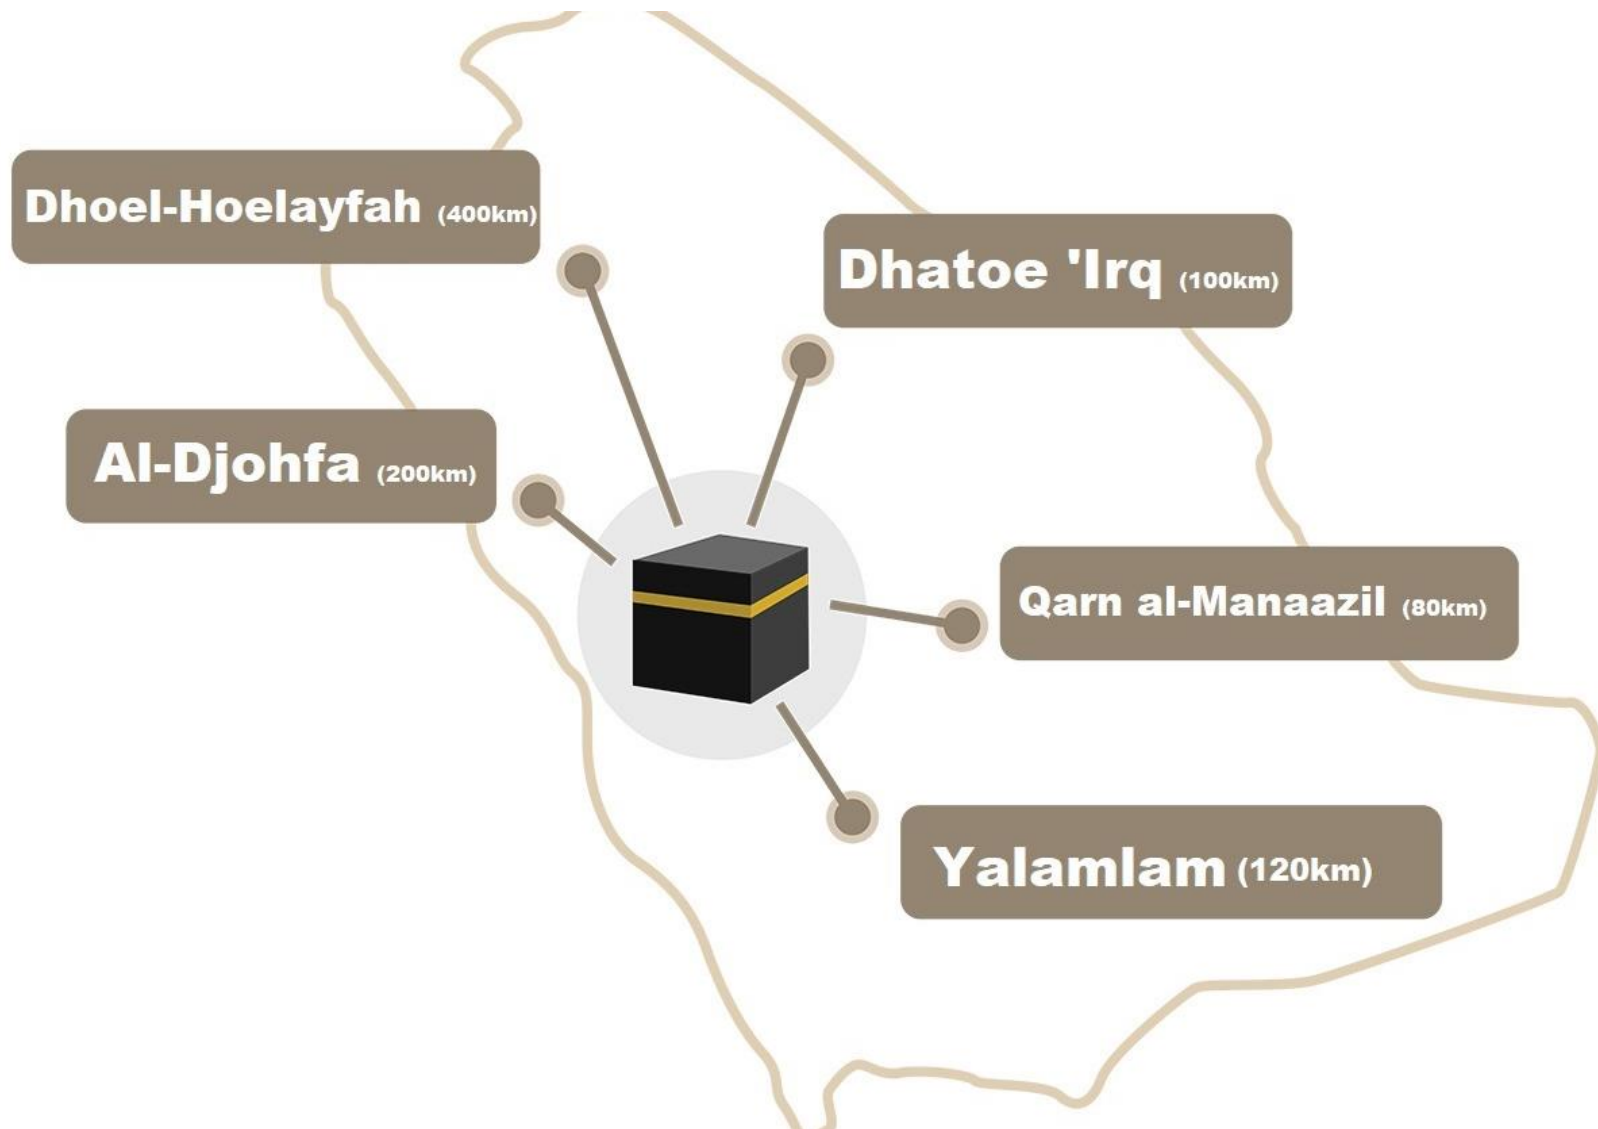 Dhoel-Hoelayfah (400km)
Dhatoe 'Irq (100km)
Al-Djohfa (200km)
Qarn al-Manaazil (80km)
Yalamlam (120km)